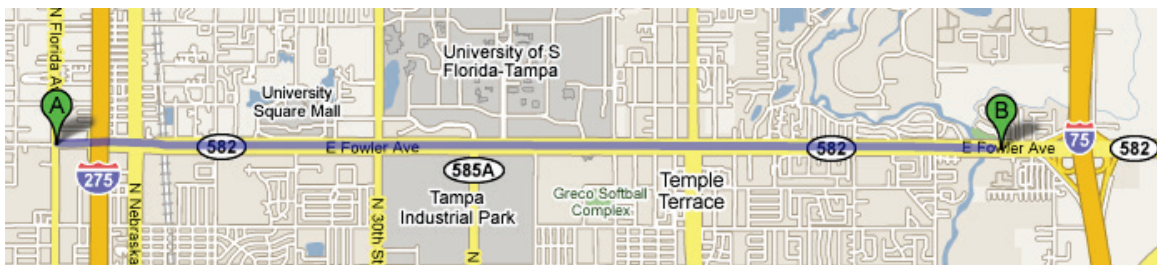 N Florida A
A
University of S
Florida-Tampa
University
Square Mall
B
582
E Fowler Ave
582
E Fowler Ave
75
582
275
585A
N Nebraska
N 30th St
Tampa
Industrial Park
N
Greco Softball
Complex
Temple
Terrace